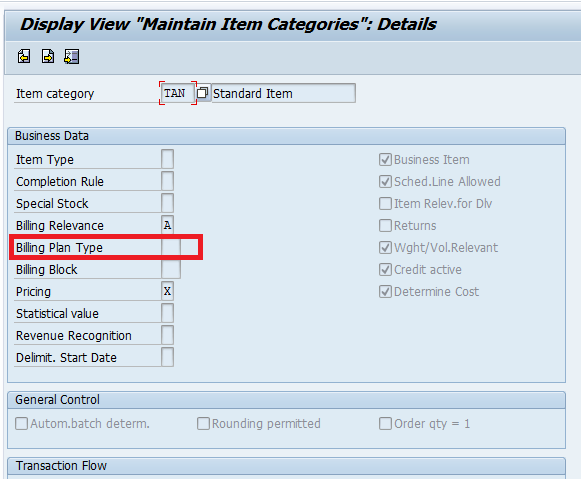 Display View "Maintain Item Categories": Details
Item category TAN Standard Item
Business Data
Item Type Business Item
Completion Rule Sched.Line Allowed
Special Stock Item Relev.for Dlv
Billing Relevance A Returns
Billing Plan Type Wght/Vol.Relevant
Billing Block Credit active
Pricing X Determine Cost
Statistical value
Revenue Recognition
Delimit. Start Date
General Control
Autom.batch determ. Rounding permitted Order qty = 1
Transaction Flow